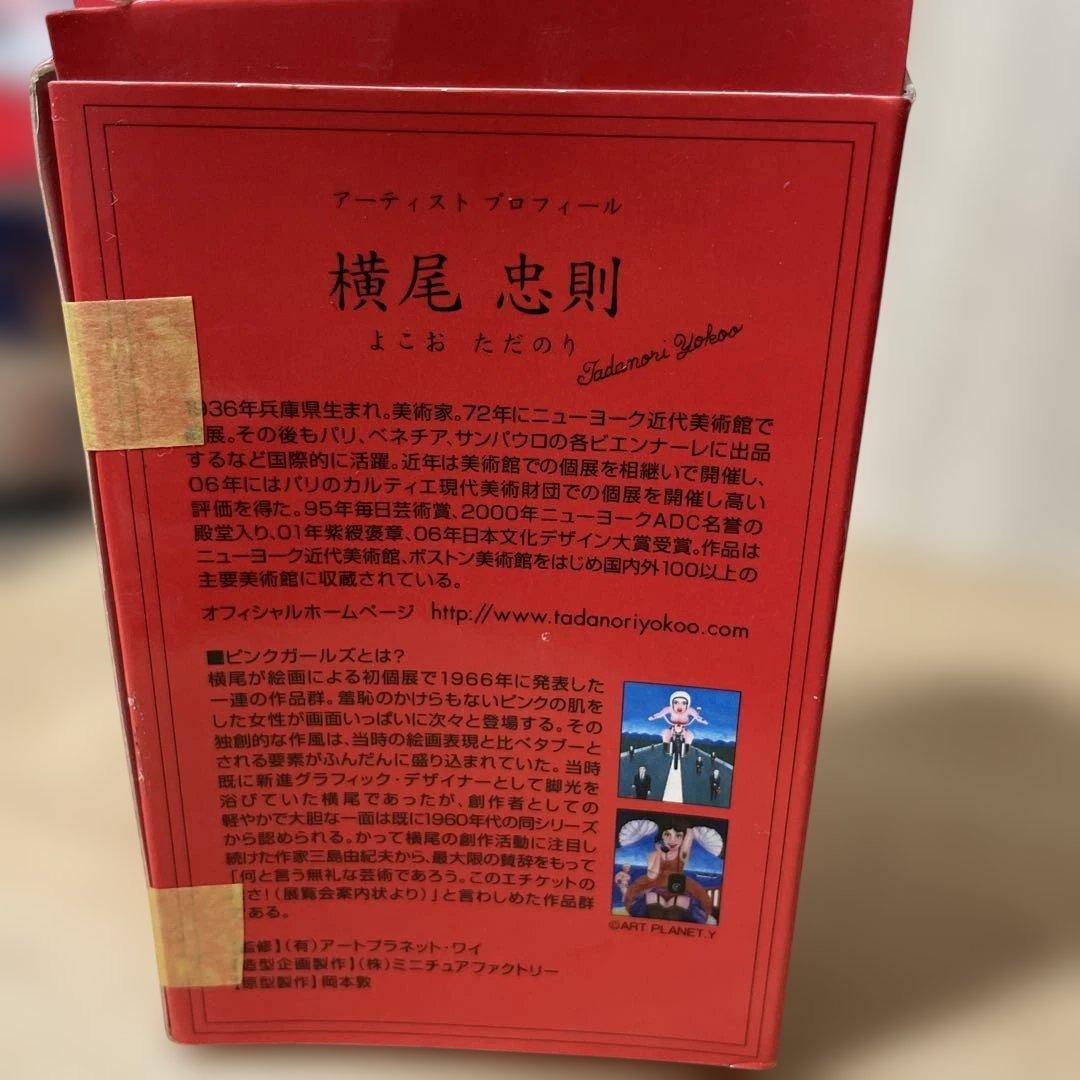 アーティスト プロフィール
横尾 忠則
よこお ただのり
Tadanori Yokoo
936年兵庫県生まれ。美術家。72年にニューヨーク近代美術館で
展。その後もパリ、ベネチア、サンパウロの各ビエンナーレに出品
するなど国際的に活躍。近年は美術館での個展を相継いで開催し、
06年にはパリのカルティエ現代美術財団での個展を開催し高い
評価を得た。95年毎日芸術賞、2000年ニューヨークADC名誉の
殿堂入り、01年紫綬褒章、06年日本文化デザイン大賞受賞。作品は
ニューヨーク近代美術館、ボストン美術館をはじめ国内外100以上の
主要美術館に収蔵されている。
オフィシャルホームページ http://www.tadanoriyokoo.com
■ピンクガールズとは?
横尾が絵画による初個展で1966年に発表した
一連の作品群。羞恥のかけらもないピンクの肌を
した女性が画面いっぱいに次々と登場する。その
独創的な作風は、当時の絵画表現と比べタブーと
される要素がふんだんに盛り込まれていた。当時
既に新進グラフィック・デザイナーとして脚光を
浴びていた横尾であったが、創作者としての
軽やかで大胆な一面は既に1960年代の同シリーズ
から認められる。かつて横尾の創作活動に注目し
続けた作家三島由紀夫から、最大限の賛辞をもって
「何と言う無礼な芸術であろう。このエチケットの
さ!(展覧会案内状より)」と言わしめた作品群
ある。
©ART PLANET.Y
監修】(有)アートプラネット・ワイ
造型企画製作】(株)ミニチュアファクトリー
【原型製作】岡本敦